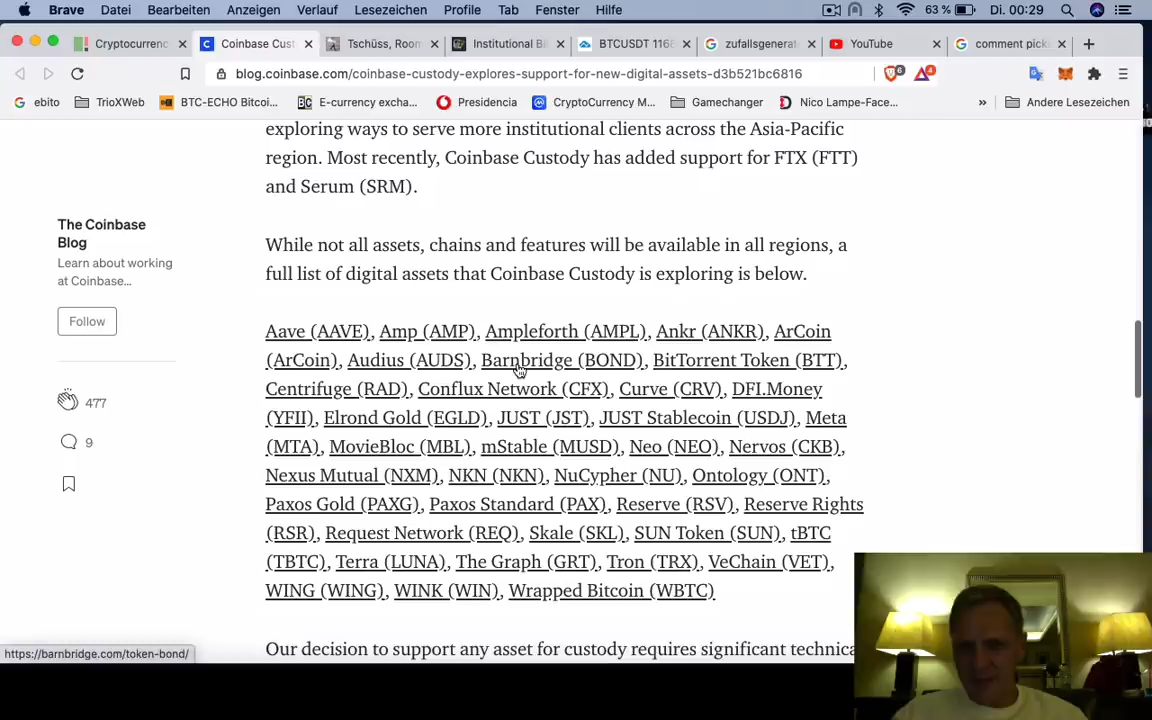 Brave Datei Bearbeiten Anzeigen Verlauf Lesezeichen Profile Tab Fenster Hilfe 63 % Di. 00:29
Cryptocurrenc Coinbase Cust Tschüss, Room Institutional Bi BTCUSDT 116 zufallsgenerat YouTube comment pick
blog.coinbase.com/coinbase-custody-explores-support-for-new-digital-assets-d3b521bc6816 6 4
ebito TrioXWeb BTC-ECHO Bitcoi... E-currency excha... Presidencia CryptoCurrency M... Gamechanger Nico Lampe-Face... » Andere Lesezeichen
exploring ways to serve more institutional clients across the Asia-Pacific
region. Most recently, Coinbase Custody has added support for FTX (FTT)
and Serum (SRM).
The Coinbase
Blog
Learn about working
at Coinbase...
Follow
477
9
While not all assets, chains and features will be available in all regions, a
full list of digital assets that Coinbase Custody is exploring is below.
Aave (AAVE), Amp (AMP), Ampleforth (AMPL), Ankr (ANKR), ArCoin
(ArCoin), Audius (AUDS), Barnbridge (BOND), BitTorrent Token (BTT),
Centrifuge (RAD), Conflux Network (CFX), Curve (CRV), DFI.Money
(YFII), Elrond Gold (EGLD), JUST (JST), JUST Stablecoin (USDJ), Meta
(MTA), MovieBloc (MBL), mStable (MUSD), Neo (NEO), Nervos (CKB),
Nexus Mutual (NXM), NKN (NKN), NuCypher (NU), Ontology (ONT),
Paxos Gold (PAXG), Paxos Standard (PAX), Reserve (RSV), Reserve Rights
(RSR), Request Network (REQ), Skale (SKL), SUN Token (SUN), tBTC
(TBTC), Terra (LUNA), The Graph (GRT), Tron (TRX), VeChain (VET),
WING (WING), WINK (WIN), Wrapped Bitcoin (WBTC)
Our decision to support any asset for custody requires significant technica
https://barnbridge.com/token-bond/